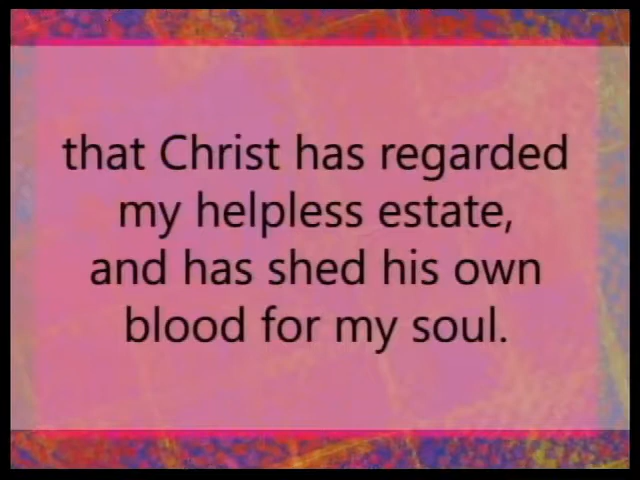 that Christ has regarded
my helpless estate,
and has shed his own
blood for my soul.